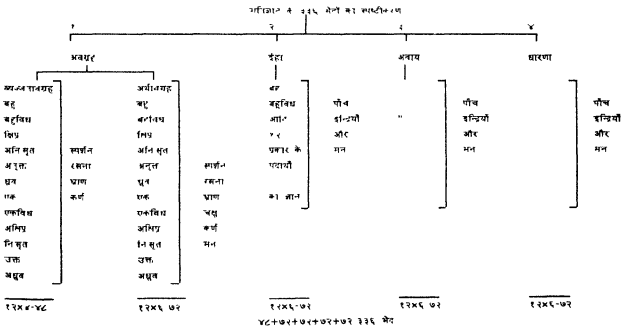 मतिज्ञान के ३३६ भेदों का स्पष्टीकरण
१ २ ३ ४
अवग्रह ईहा अवाय धारणा
व्यञ्जनावग्रह अर्थावग्रह बहु
बहु बहु बहुविध पाँच पाँच पाँच
बहुविध बहुविध आदि इन्द्रियाँ " इन्द्रियाँ इन्द्रियाँ
क्षिप्र क्षिप्र १२ और और और
अनिसृत स्पर्शन अनिसृत प्रकार के मन मन मन
अनुक्त रसना अनुक्त स्पर्शन पदार्थों
ध्रुव घ्राण ध्रुव रसना
एक कर्ण एक घ्राण का ज्ञान
एकविध एकविध चक्षु
अक्षिप्र अक्षिप्र कर्ण
निसृत निसृत मन
उक्त उक्त
अध्रुव अध्रुव
१२×४-४८ १२×६ ७२ १२×६-७२ १२×६ ७२ १२×६-७२
४८+७२+७२+७२+७२ ३३६ भेद